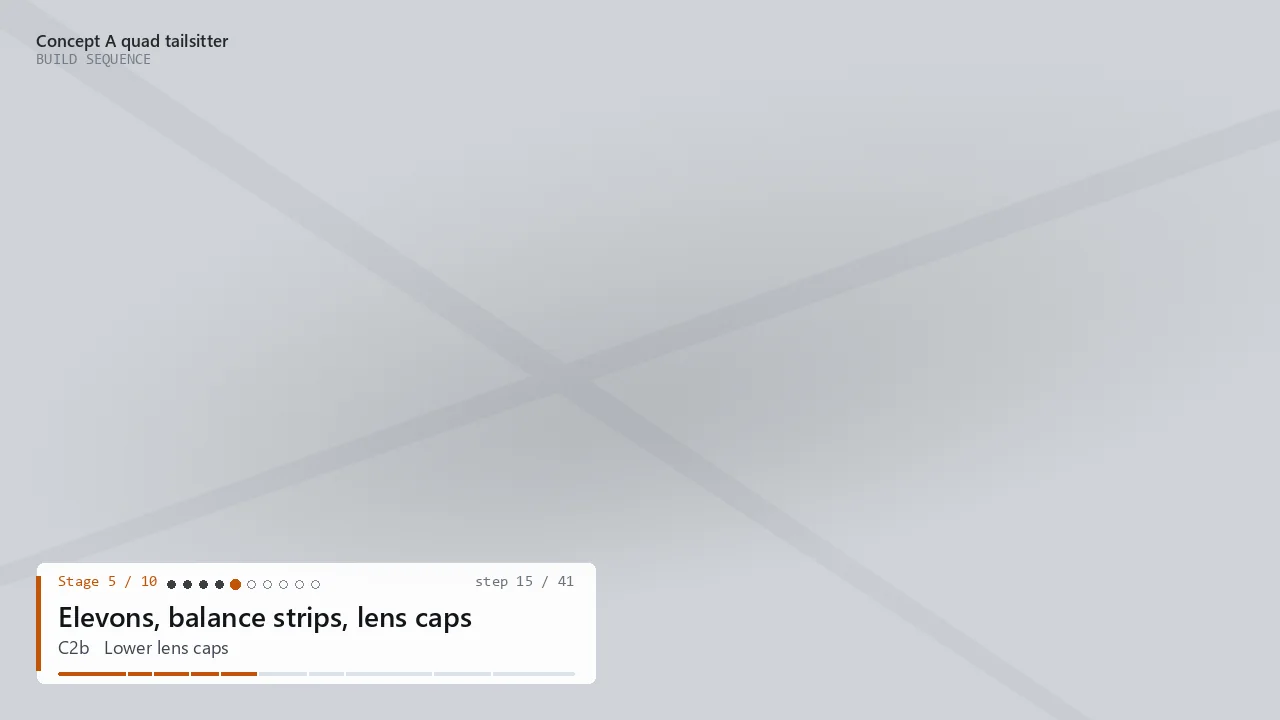 Concept A quad tailsitter
BUILD SEQUENCE
Stage 5 / 10
step 15 / 41
Elevons, balance strips, lens caps
C2b Lower lens caps